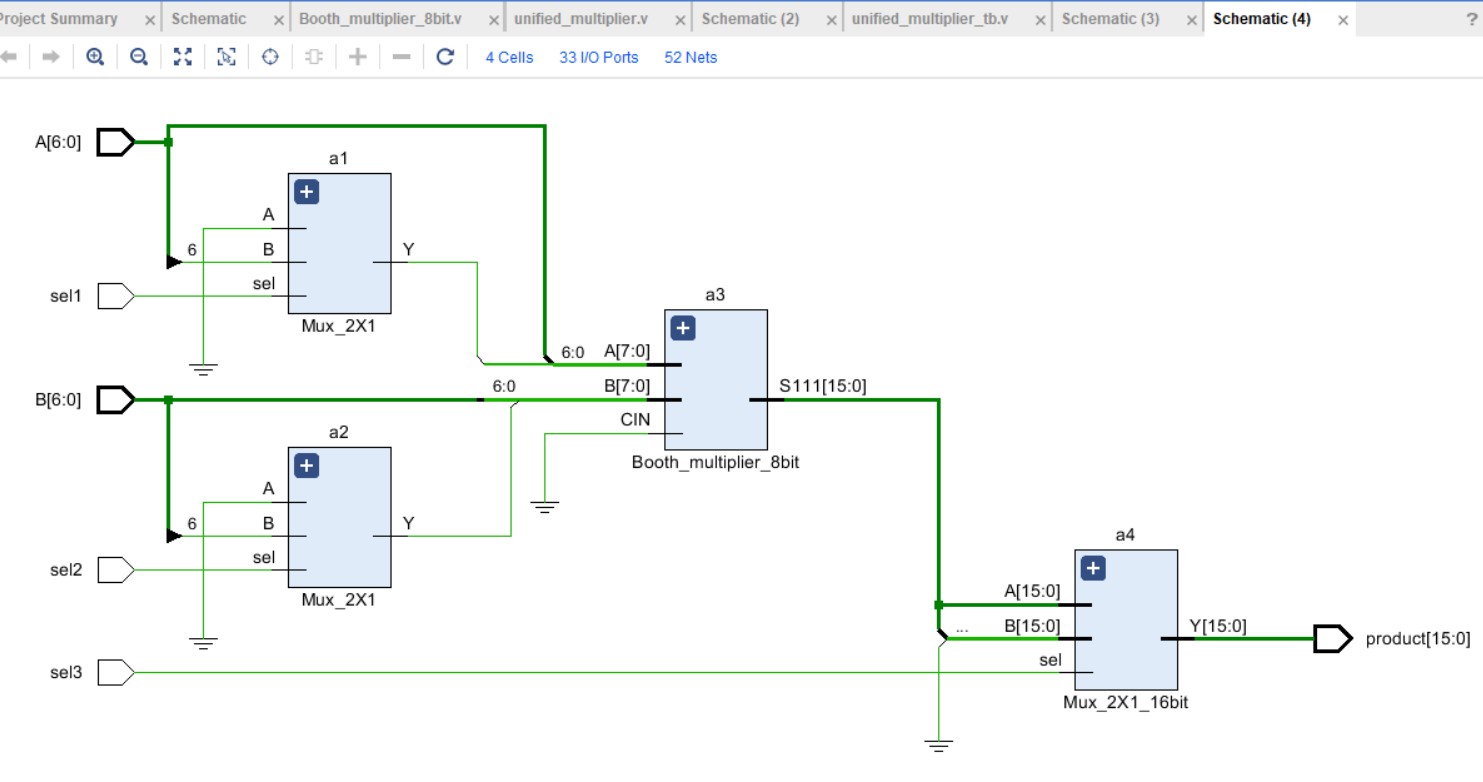 Project Summary × Schematic × Booth_multiplier_8bit.v × unified_multiplier.v × Schematic (2) × unified_multiplier_tb.v × Schematic (3) × Schematic (4) × ?
4 Cells 33 I/O Ports 52 Nets
A[6:0]
a1
A
6 B Y
sel1 sel
Mux_2X1
a3
6:0 A[7:0]
B[6:0] 6:0 B[7:0] S111[15:0]
CIN
Booth_multiplier_8bit
a2
A
6 B Y
sel2 sel
Mux_2X1
a4
A[15:0]
... B[15:0] Y[15:0] product[15:0]
sel3 sel
Mux_2X1_16bit